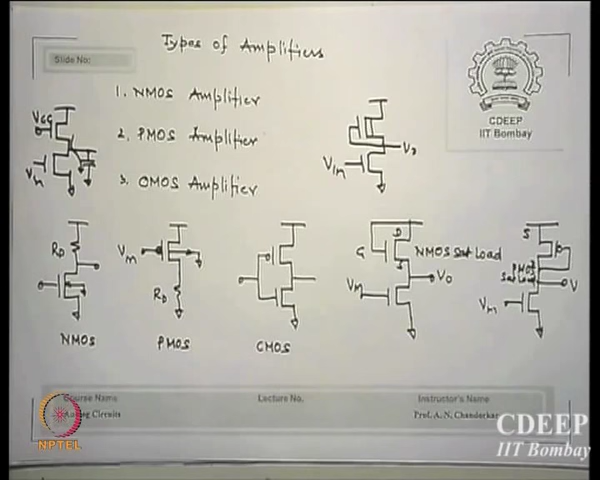 Types of Amplifiers
Slide No:
1. NMOS Amplifier
2. PMOS Amplifier
3. CMOS Amplifier
CDEEP
IIT Bombay
VGG
Vin
Vin
Vo
RD
NMOS
Vin
RD
PMOS
CMOS
G
D
S
NMOS Sat Load
Vin
Vo
S
PMOS
Sat Load
Vin
V
Course Name
Analog Circuits
Lecture No.
Instructor's Name
Prof. A. N. Chandorkar
NPTEL
CDEEP
IIT Bombay